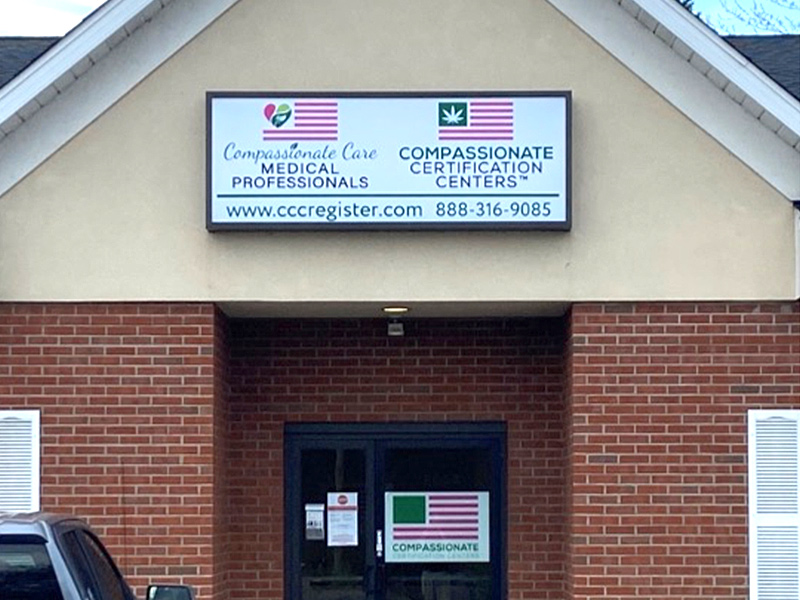 Compassionate Care
MEDICAL
PROFESSIONALS
COMPASSIONATE
CERTIFICATION
CENTERS™
www.cccregister.com 888-316-9085
COMPASSIONATE
CERTIFICATION CENTERS